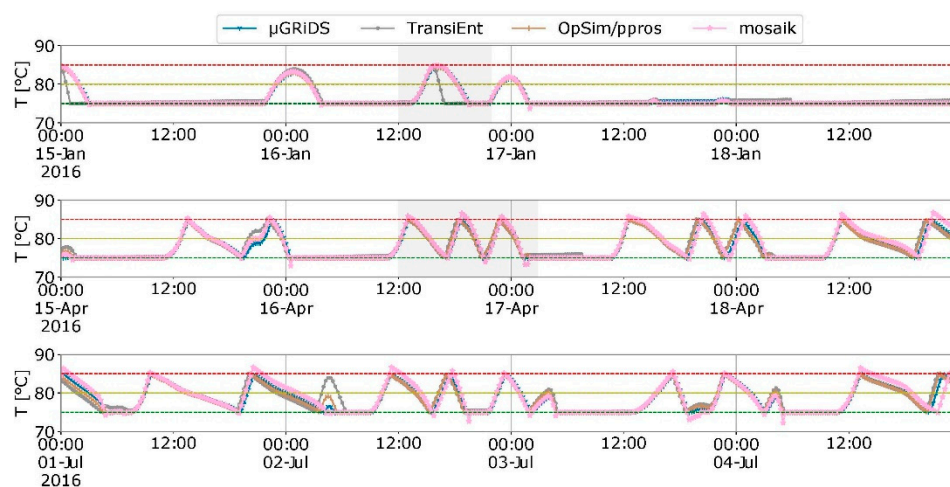 μGRiDS TransiEnt OpSim/ppros mosaik
90
80
70
T [°C]
00:00 12:00 00:00 12:00 00:00 12:00 00:00 12:00
15-Jan 16-Jan 17-Jan 18-Jan
2016
90
80
70
T [°C]
00:00 12:00 00:00 12:00 00:00 12:00 00:00 12:00
15-Apr 16-Apr 17-Apr 18-Apr
2016
90
80
70
T [°C]
00:00 12:00 00:00 12:00 00:00 12:00 00:00 12:00
01-Jul 02-Jul 03-Jul 04-Jul
2016